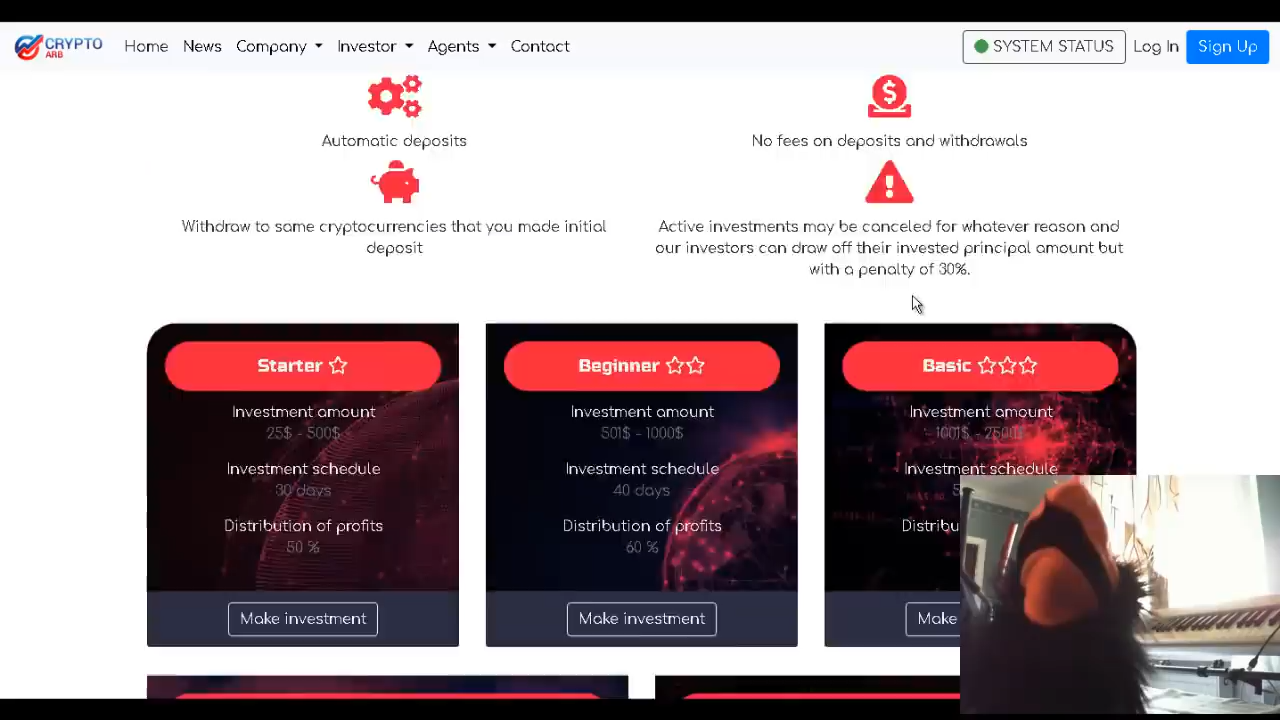 CRYPTO
ARB
Home
News
Company
Investor
Agents
Contact
SYSTEM STATUS
Log In
Sign Up
Automatic deposits
No fees on deposits and withdrawals
Withdraw to same cryptocurrencies that you made initial
deposit
Active investments may be canceled for whatever reason and
our investors can draw off their invested principal amount but
with a penalty of 30%.
Starter
Investment amount
25$ - 500$
Investment schedule
30 days
Distribution of profits
50 %
Make investment
Beginner
Investment amount
501$ - 1000$
Investment schedule
40 days
Distribution of profits
60 %
Make investment
Basic
Investment amount
1001$ - 2500$
Investment schedule
Make